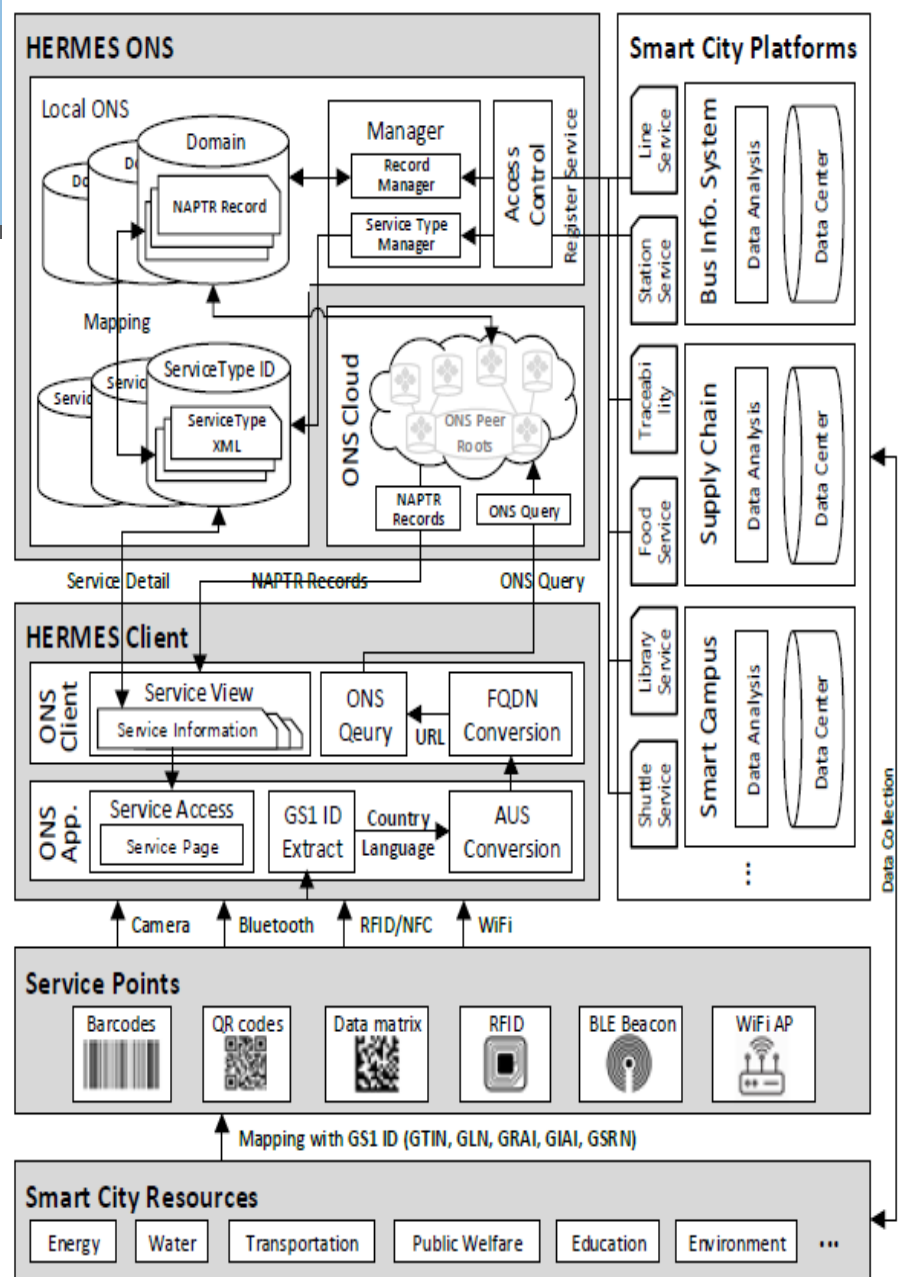 HERMES ONS
Local ONS
Do
Do
Domain
NAPTR Record
Manager
Record
Manager
Service Type
Manager
Access
Control
Register Service
Mapping
Servic
Service
ServiceType ID
ServiceType
XML
ONS Cloud
ONS Peer
Roots
NAPTR
Records
ONS Query
Service Detail
NAPTR Records
ONS Query
HERMES Client
ONS
Client
Service View
Service Information
ONS
Qeury
URL
FQDN
Conversion
ONS
App.
Service Access
Service Page
GS1 ID
Extract
Country
Language
AUS
Conversion
Camera
Bluetooth
RFID/NFC
WiFi
Smart City Platforms
Line
Service
Station
Service
Bus Info. System
Data Analysis
Data Center
Traceabi
lity
Food
Service
Supply Chain
Data Analysis
Data Center
Library
Service
Shuttle
Service
Smart Campus
Data Analysis
Data Center
...
Data Collection
Service Points
Barcodes
QR codes
Data matrix
RFID
BLE Beacon
WiFi AP
Mapping with GS1 ID (GTIN, GLN, GRAI, GIAI, GSRN)
Smart City Resources
Energy
Water
Transportation
Public Welfare
Education
Environment
...